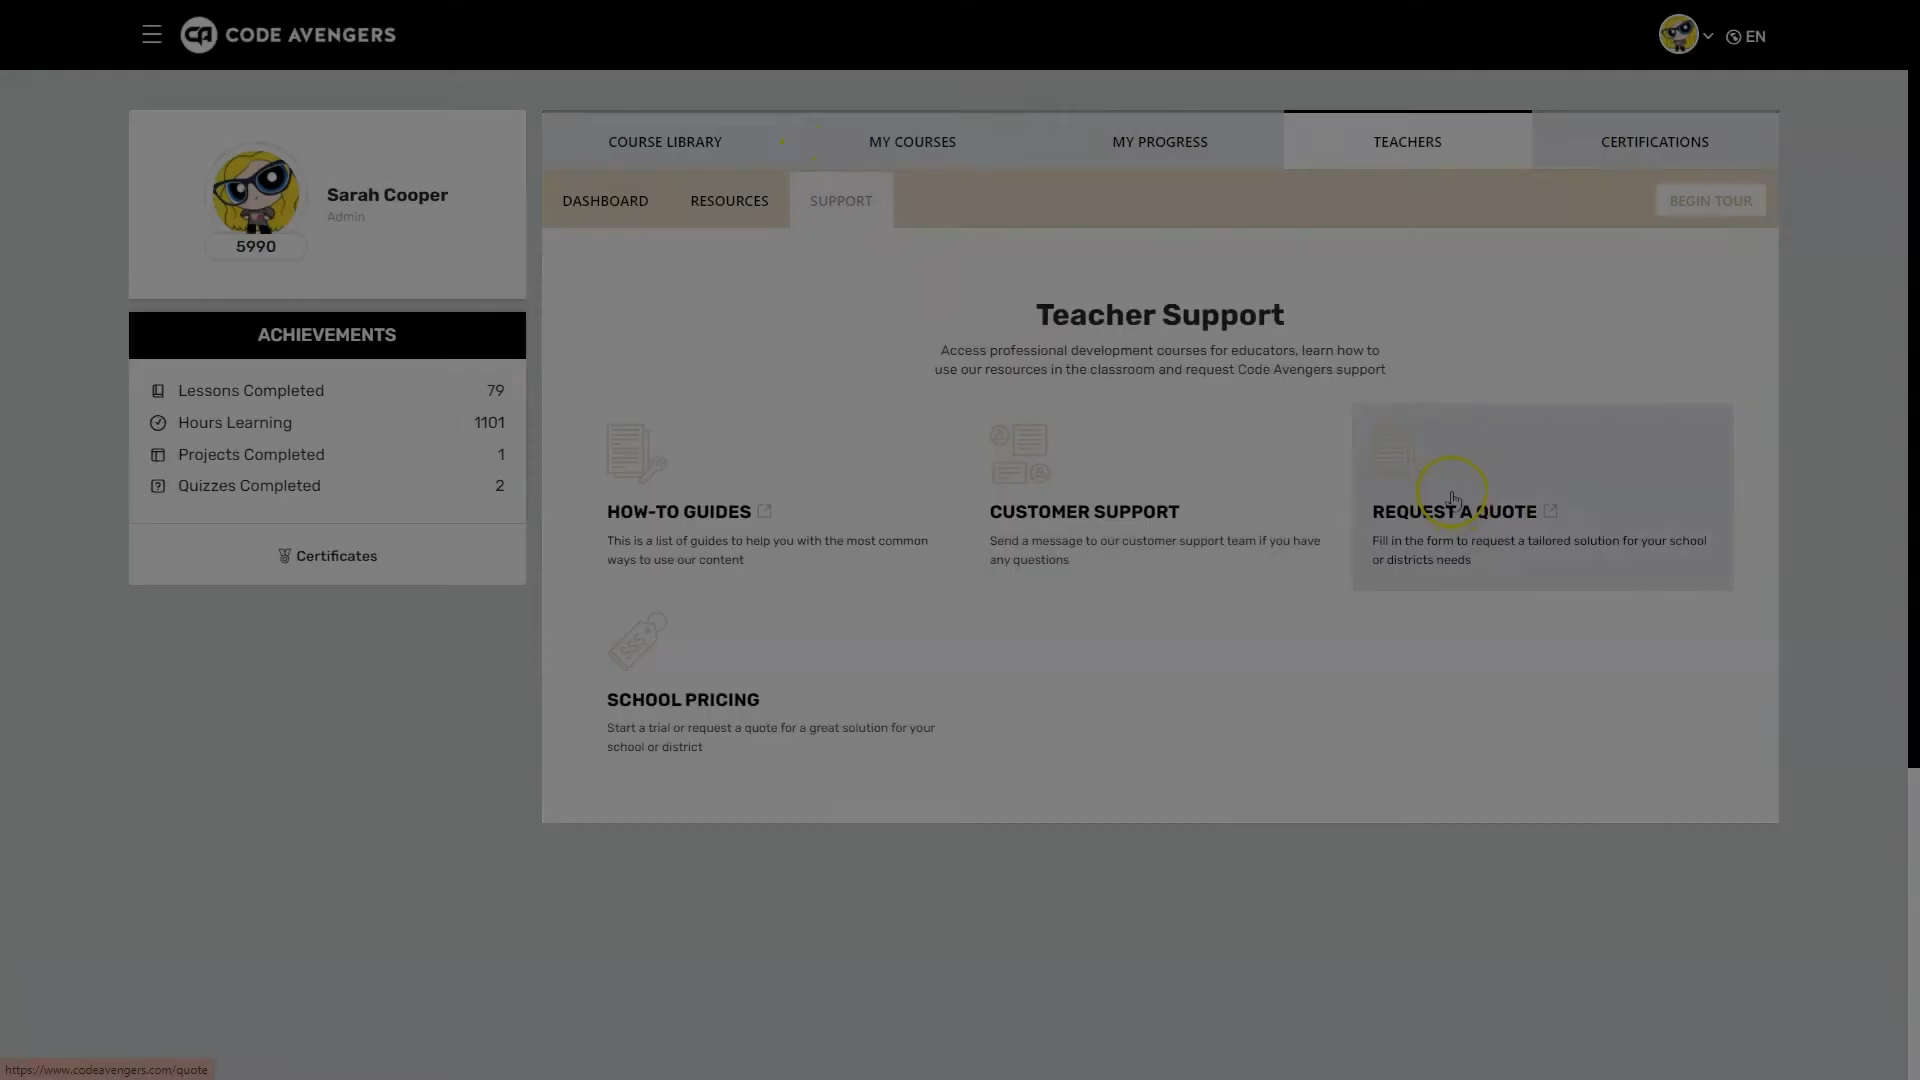 CODE AVENGERS
EN
Sarah Cooper
Admin
5990
ACHIEVEMENTS
Lessons Completed 79
Hours Learning 1101
Projects Completed 1
Quizzes Completed 2
Certificates
COURSE LIBRARY MY COURSES MY PROGRESS TEACHERS CERTIFICATIONS
DASHBOARD RESOURCES SUPPORT BEGIN TOUR
Teacher Support
Access professional development courses for educators, learn how to
use our resources in the classroom and request Code Avengers support
HOW-TO GUIDES
This is a list of guides to help you with the most common
ways to use our content
CUSTOMER SUPPORT
Send a message to our customer support team if you have
any questions
REQUEST A QUOTE
Fill in the form to request a tailored solution for your school
or districts needs
SCHOOL PRICING
Start a trial or request a quote for a great solution for your
school or district
https://www.codeavengers.com/quote